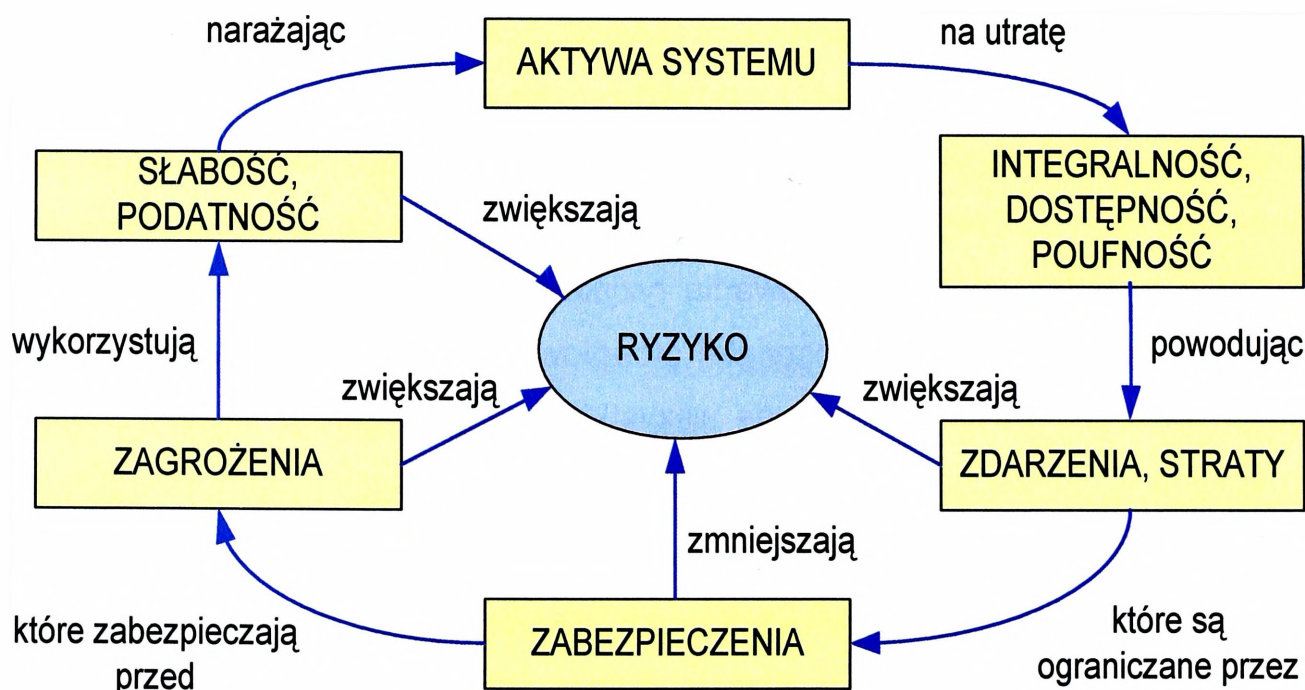 narażając
AKTYWA SYSTEMU
na utratę
SŁABOŚĆ,
PODATNOŚĆ
zwiększają
INTEGRALNOŚĆ,
DOSTĘPNOŚĆ,
POUFNOŚĆ
wykorzystują
RYZYKO
powodując
zwiększają
zwiększają
ZAGROŻENIA
ZDARZENIA, STRATY
zmniejszają
które zabezpieczają
przed
ZABEZPIECZENIA
które są
ograniczane przez